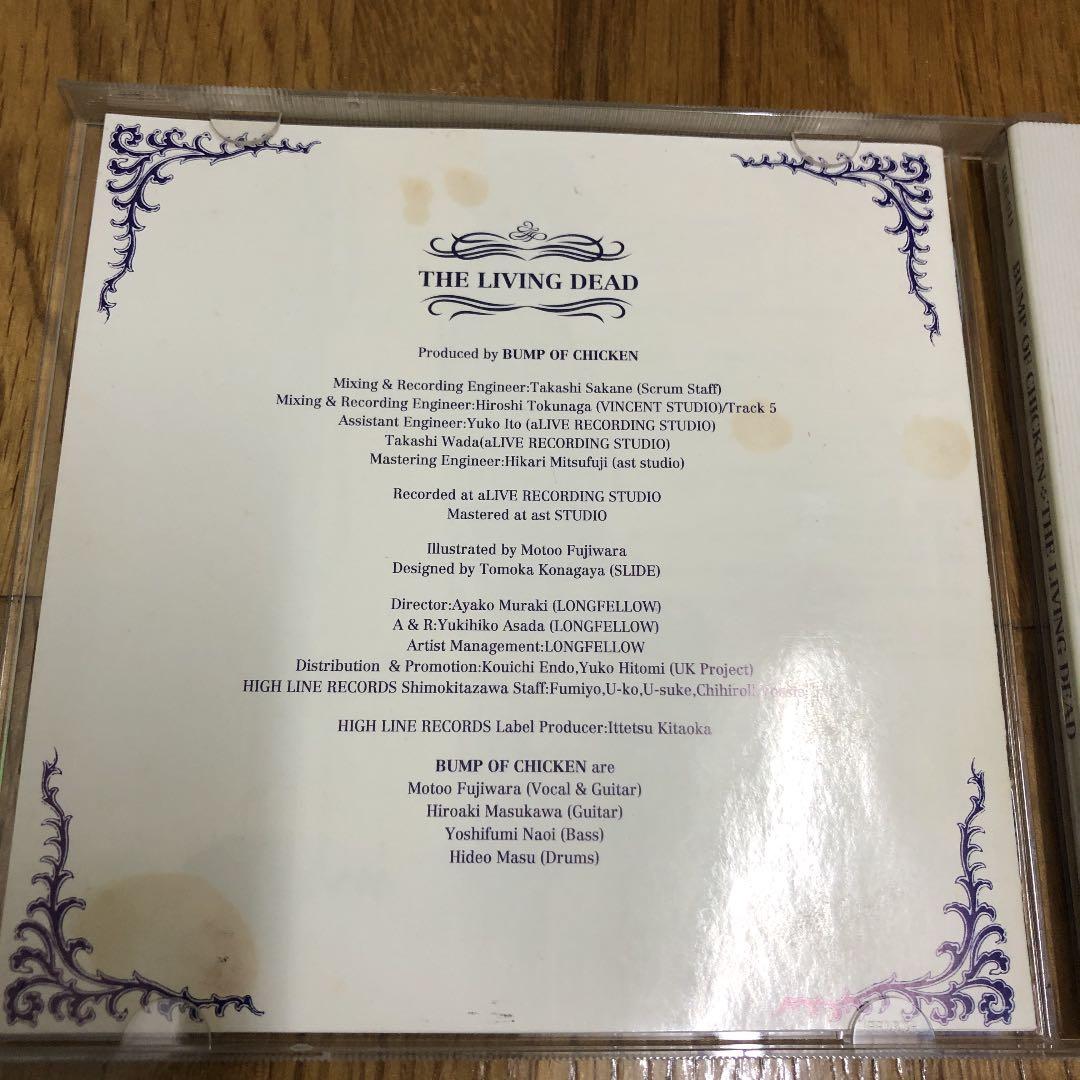 THE LIVING DEAD
Produced by BUMP OF CHICKEN
Mixing & Recording Engineer:Takashi Sakane (Scrum Staff)
Mixing & Recording Engineer:Hiroshi Tokunaga (VINCENT STUDIO)/Track 5
Assistant Engineer:Yuko Ito (aLIVE RECORDING STUDIO)
Takashi Wada(aLIVE RECORDING STUDIO)
Mastering Engineer:Hikari Mitsufuji (ast studio)
Recorded at aLIVE RECORDING STUDIO
Mastered at ast STUDIO
Illustrated by Motoo Fujiwara
Designed by Tomoka Konagaya (SLIDE)
Director:Ayako Muraki (LONGFELLOW)
A & R:Yukihiko Asada (LONGFELLOW)
Artist Management:LONGFELLOW
Distribution & Promotion:Kouichi Endo,Yuko Hitomi (UK Project)
HIGH LINE RECORDS Shimokitazawa Staff:Fumiyo,U-ko,U-suke,
HIGH LINE RECORDS Label Producer:Ittetsu Kitaoka
BUMP OF CHICKEN are
Motoo Fujiwara (Vocal & Guitar)
Hiroaki Masukawa (Guitar)
Yoshifumi Naoi (Bass)
Hideo Masu (Drums)
BUMP OF CHICKEN THE LIVING DEAD